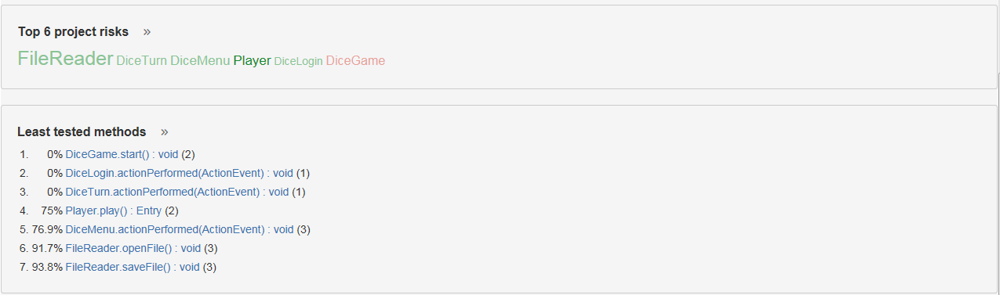 Top 6 project risks »
FileReader DiceTurn DiceMenu Player DiceLogin DiceGame
Least tested methods »
1. 0% DiceGame.start() : void (2)
2. 0% DiceLogin.actionPerformed(ActionEvent) : void (1)
3. 0% DiceTurn.actionPerformed(ActionEvent) : void (1)
4. 75% Player.play() : Entry (2)
5. 76.9% DiceMenu.actionPerformed(ActionEvent) : void (3)
6. 91.7% FileReader.openFile() : void (3)
7. 93.8% FileReader.saveFile() : void (3)